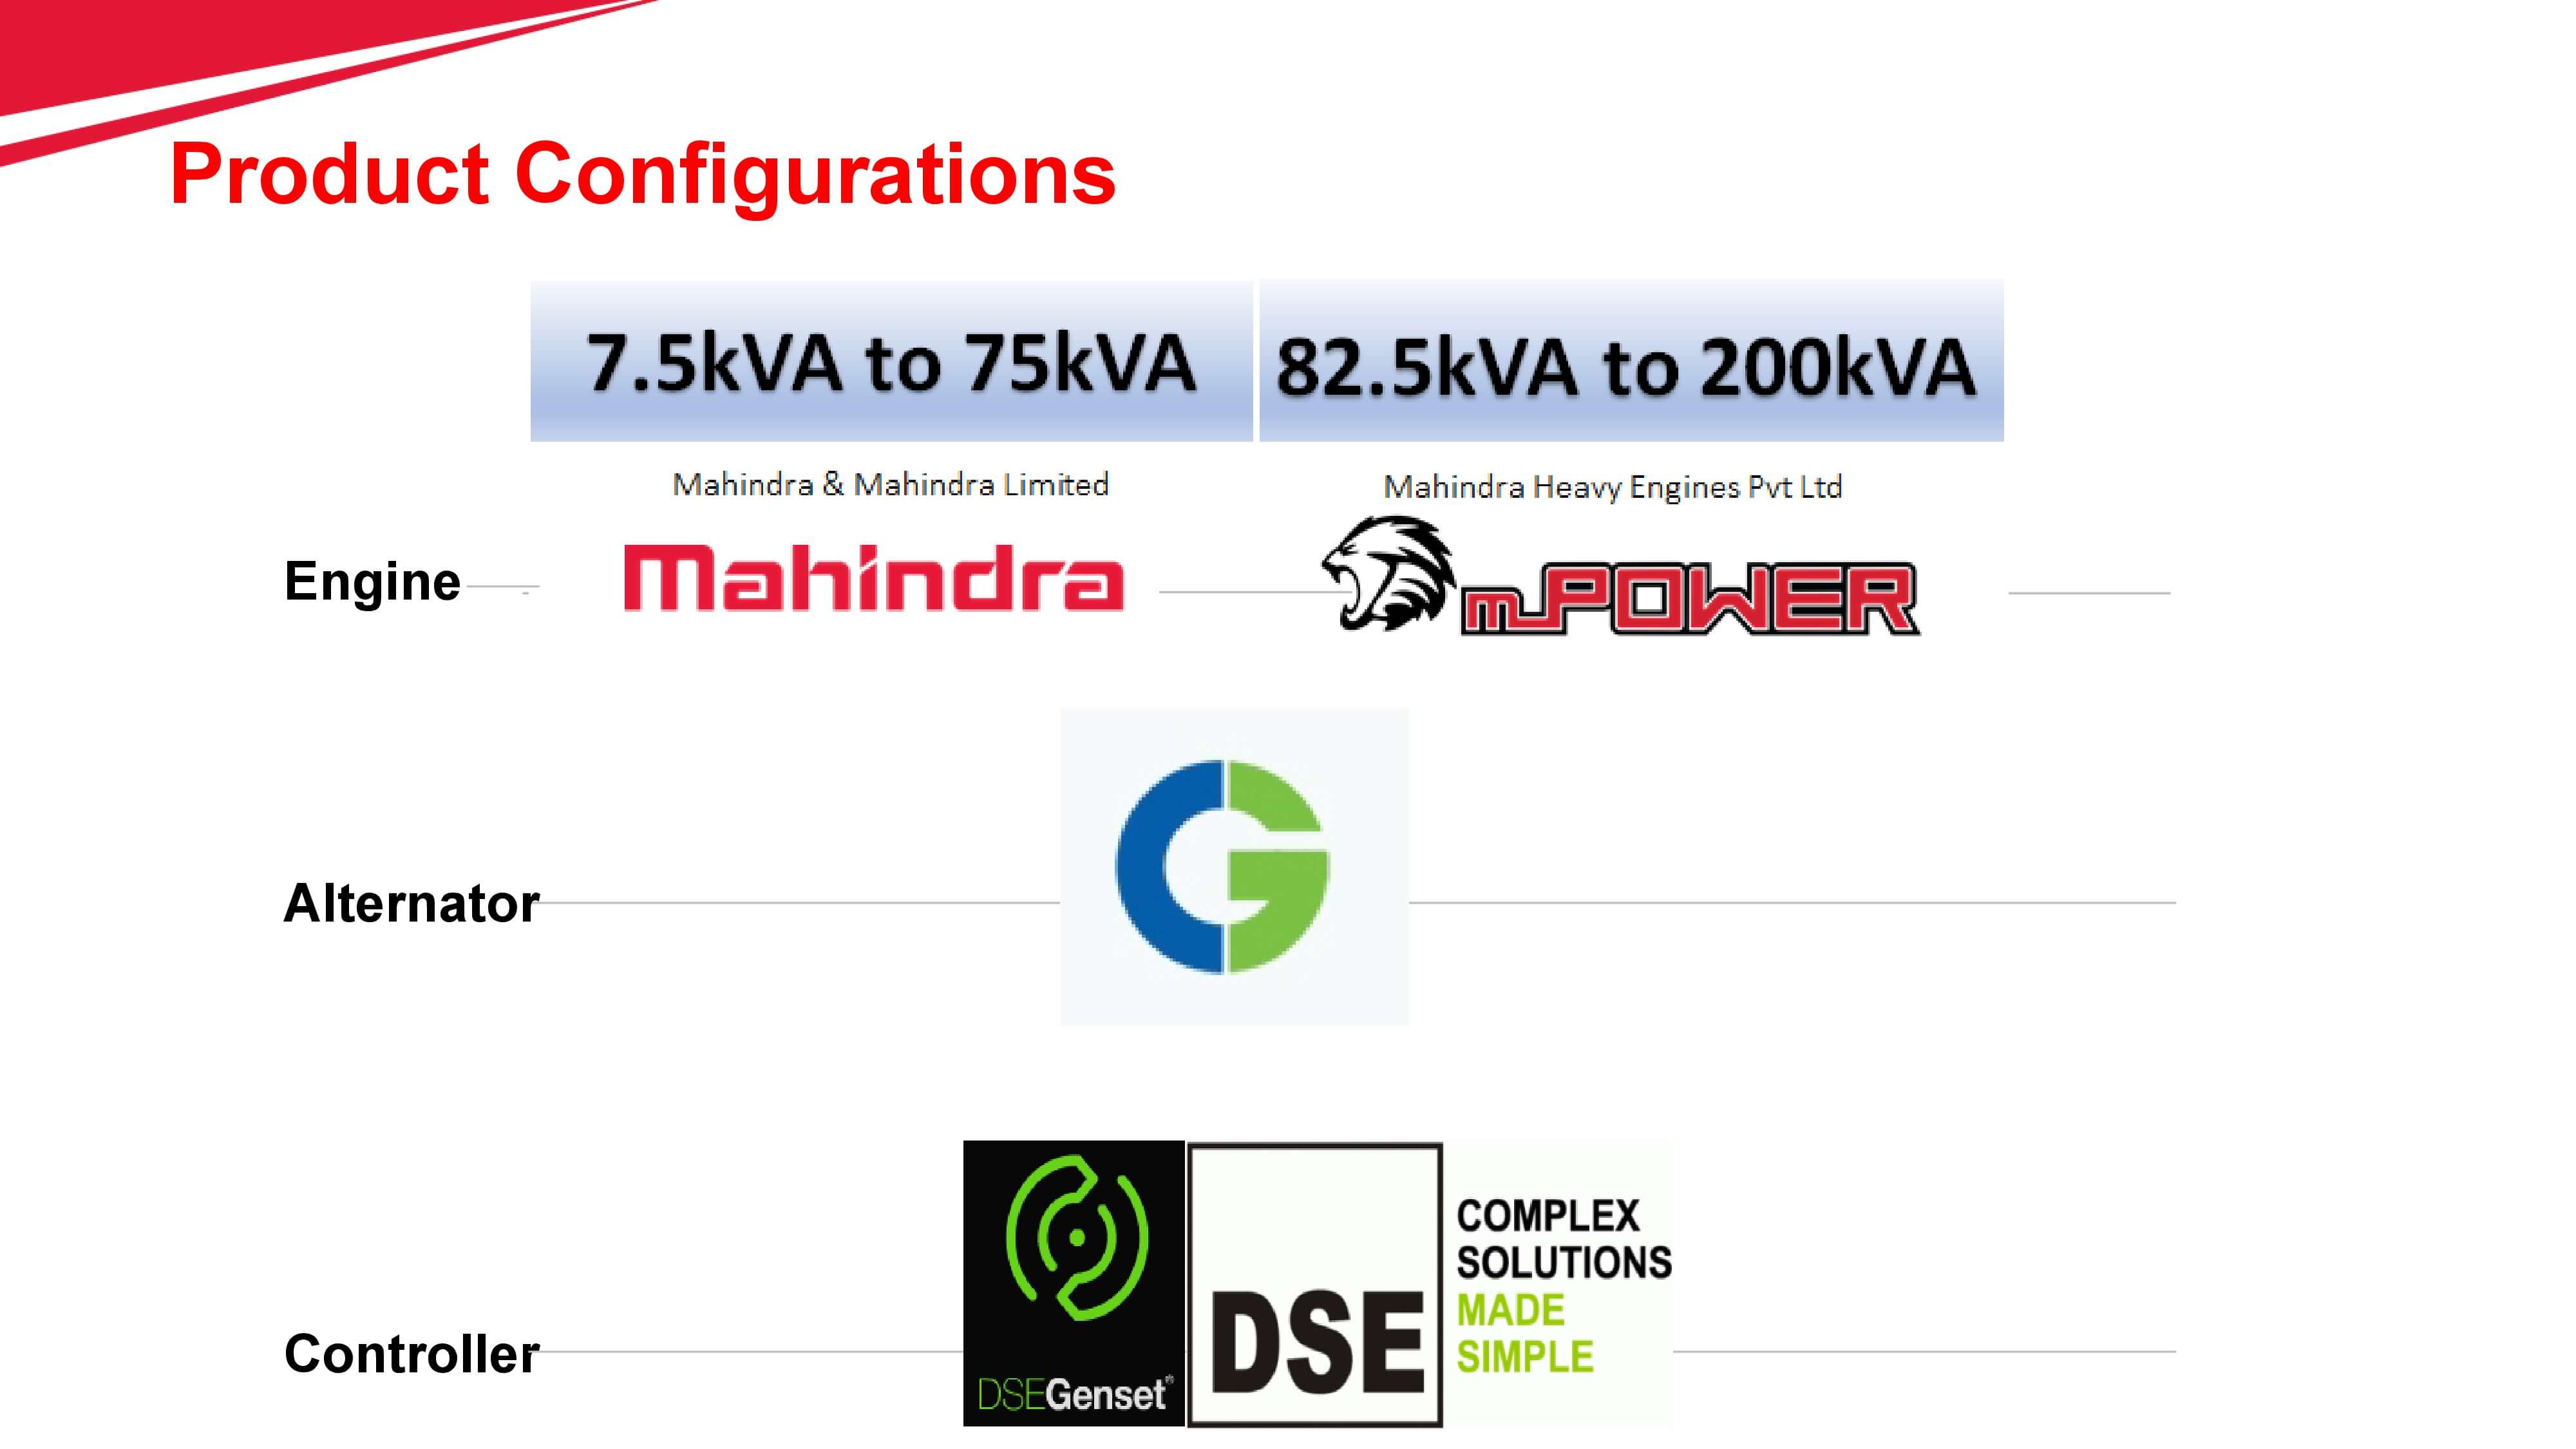 Product Configurations
7.5kVA to 75kVA
82.5kVA to 200kVA
Mahindra & Mahindra Limited
Mahindra Heavy Engines Pvt Ltd
Engine
Mahindra
mPOWER
Alternator
CG
Controller
DSEGenset®
DSE
COMPLEX
SOLUTIONS
MADE
SIMPLE